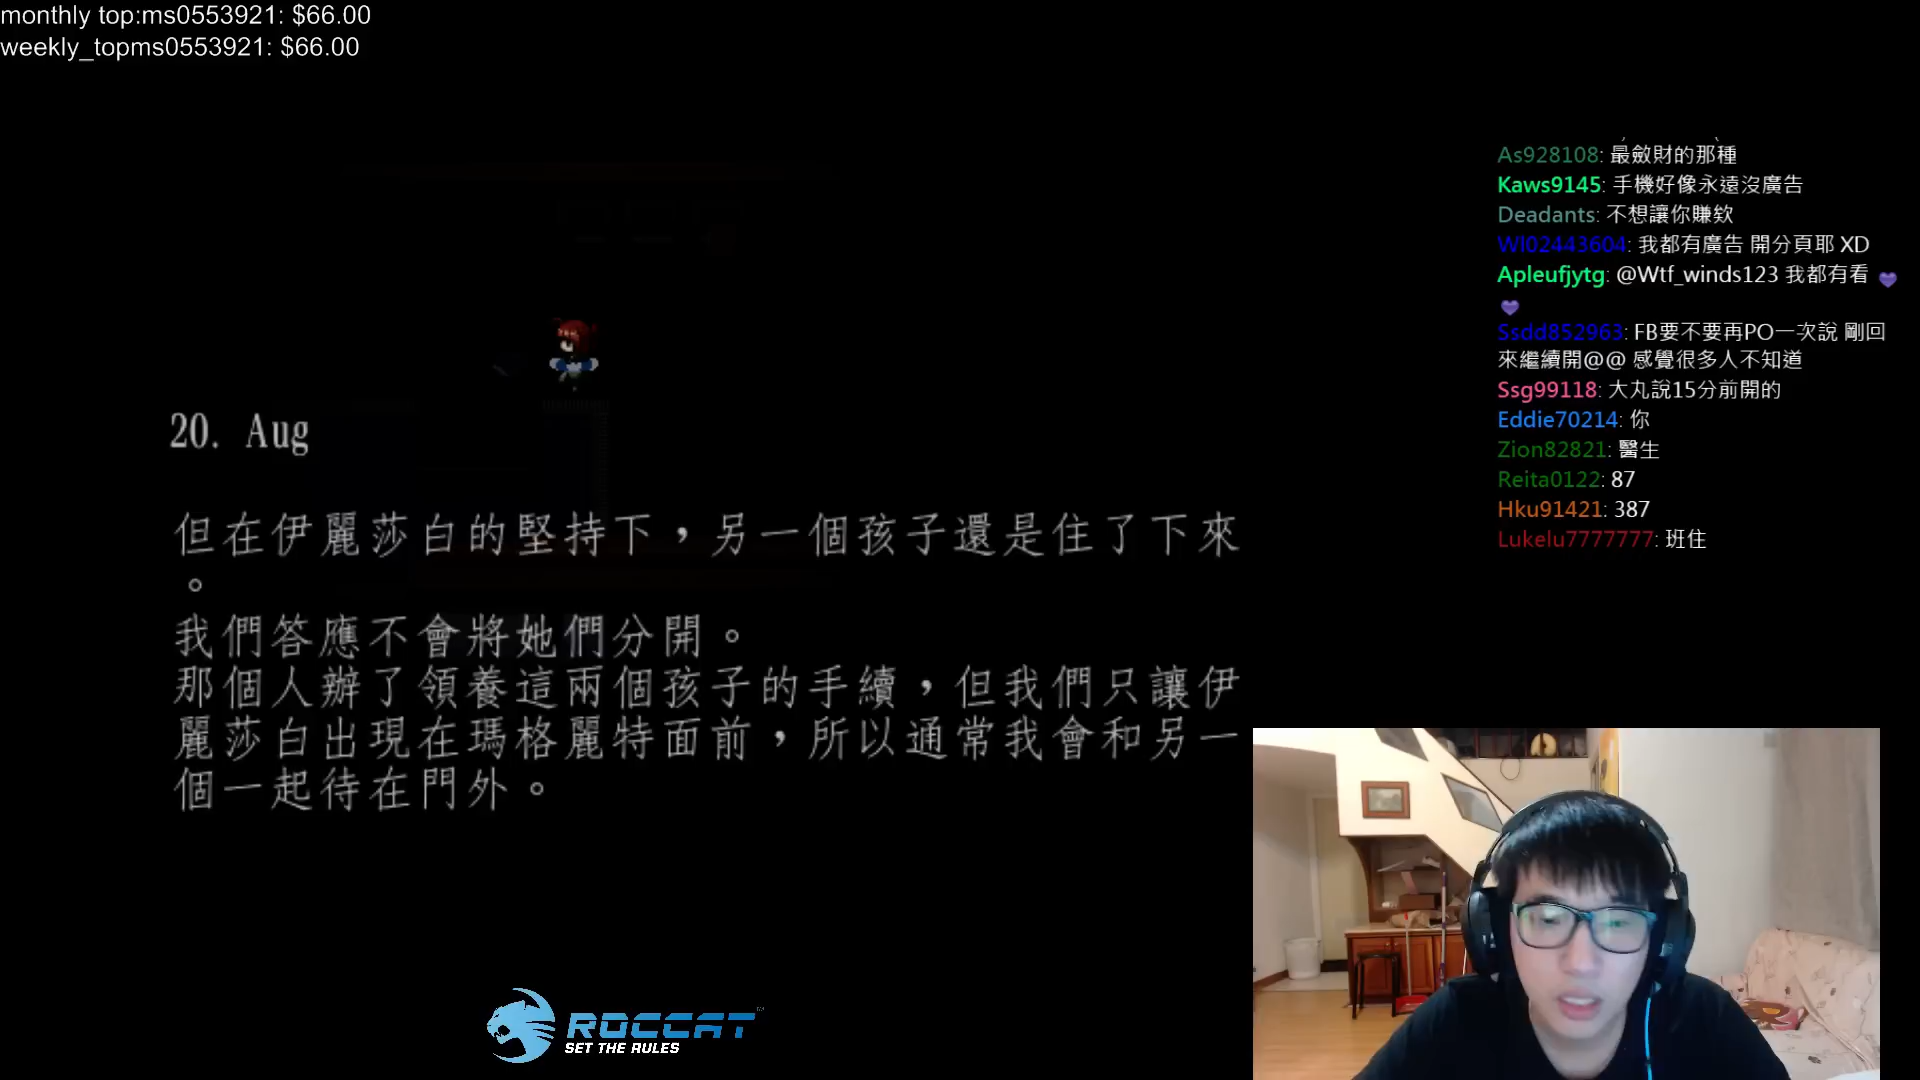 monthly top:ms0553921: $66.00
weekly_topms0553921: $66.00
As928108: 最斂財的那種
Kaws9145: 手機好像永遠沒廣告
Deadants: 不想讓你賺欸
Wl02443604: 我都有廣告 開分頁耶 XD
Apleufjytg: @Wtf_winds123 我都有看
Ssdd852963: FB要不要再PO一次說 剛回
來繼續開@@ 感覺很多人不知道
Ssg99118: 大丸說15分前開的
Eddie70214: 你
Zion82821: 醫生
Reita0122: 87
Hku91421: 387
Lukelu7777777: 班住
20. Aug
但在伊麗莎白的堅持下，另一個孩子還是住了下來
。
我們答應不會將她們分開。
那個人辦了領養這兩個孩子的手續，但我們只讓伊
麗莎白出現在瑪格麗特面前，所以通常我會和另一
個一起待在門外。
ROCCAT
SET THE RULES